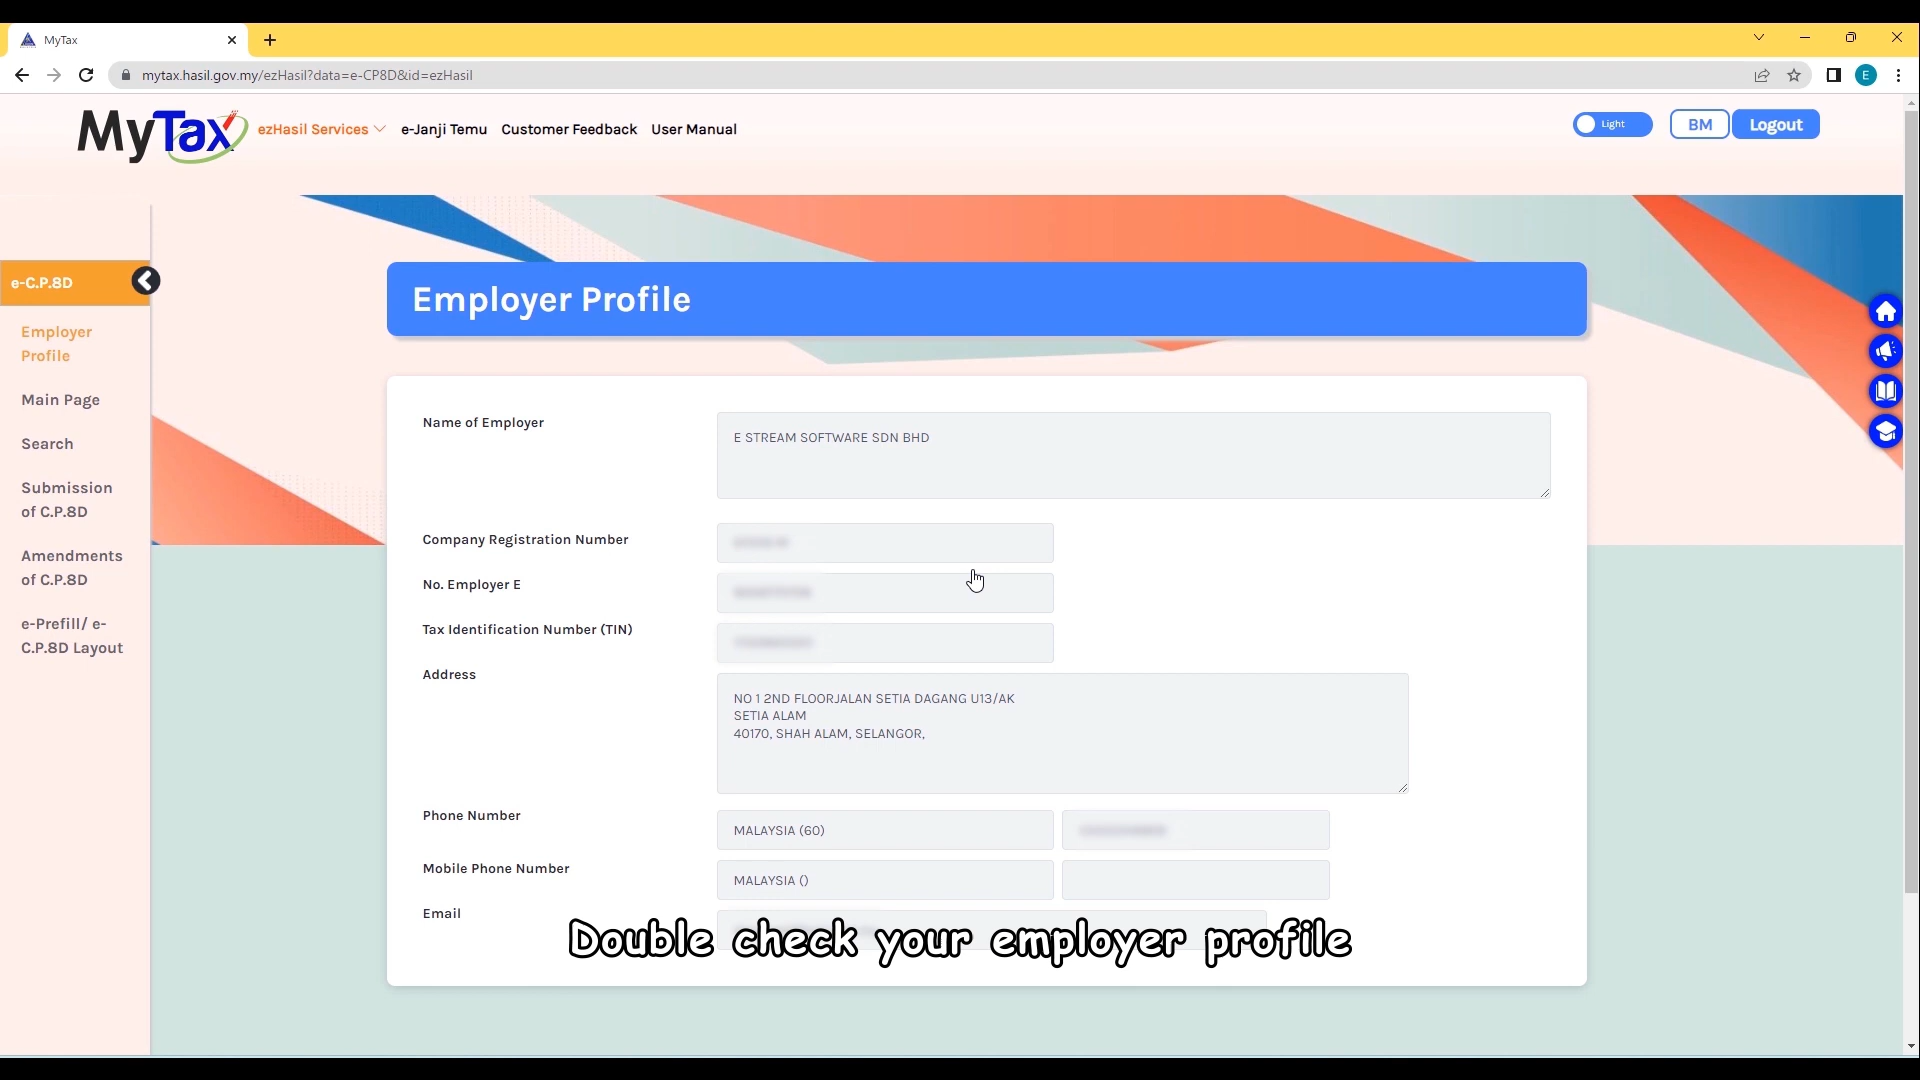 MyTax
mytax.hasil.gov.my/ezHasil?data=e-CP8D&id=ezHasil
E
MyTax
ezHasil Services
e-Janji Temu
Customer Feedback
User Manual
Light
BM
Logout
e-C.P.8D
Employer
Profile
Main Page
Search
Submission
of C.P.8D
Amendments
of C.P.8D
e-Prefill/ e-
C.P.8D Layout
Employer Profile
Name of Employer
E STREAM SOFTWARE SDN BHD
Company Registration Number
No. Employer E
Tax Identification Number (TIN)
Address
NO 1 2ND FLOORJALAN SETIA DAGANG U13/AK
SETIA ALAM
40170, SHAH ALAM, SELANGOR,
Phone Number
MALAYSIA (60)
Mobile Phone Number
MALAYSIA ()
Email
Double check your employer profile